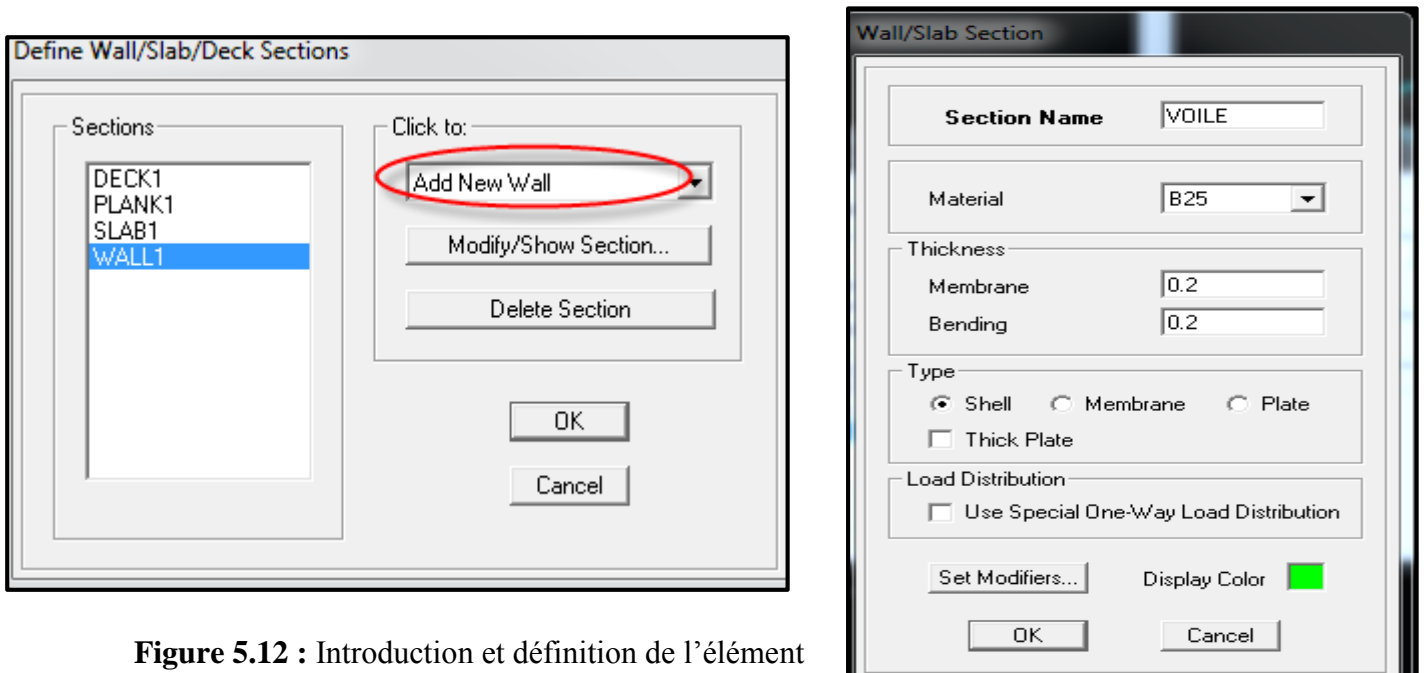 Define Wall/Slab/Deck Sections
Sections
DECK1
PLANK1
SLAB1
WALL1
Click to:
Add New Wall
Modify/Show Section...
Delete Section
OK
Cancel
Wall/Slab Section
Section Name VOILE
Material B25
Thickness
Membrane 0.2
Bending 0.2
Type
Shell Membrane Plate
Thick Plate
Load Distribution
Use Special One-Way Load Distribution
Set Modifiers... Display Color
OK Cancel
Figure 5.12 : Introduction et définition de l’élément